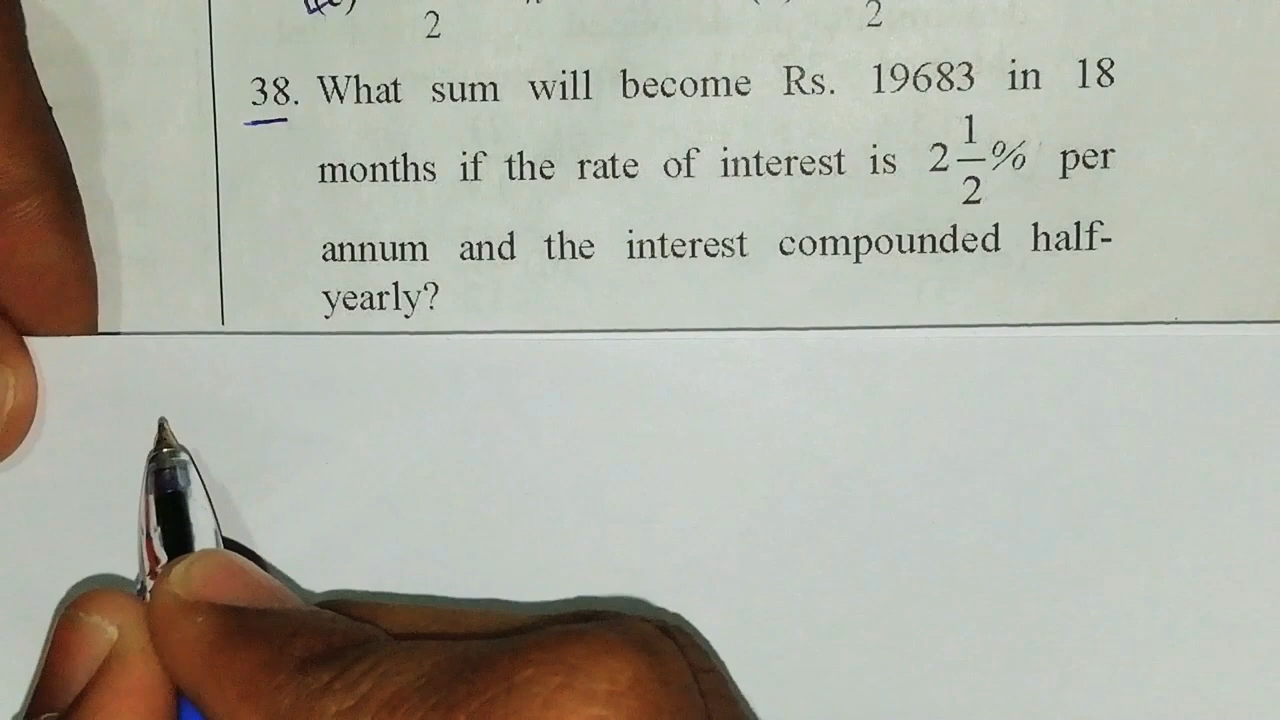 2 2
38. What sum will become Rs. 19683 in 18
months if the rate of interest is 2 1/2 % per
annum and the interest compounded half-
yearly?